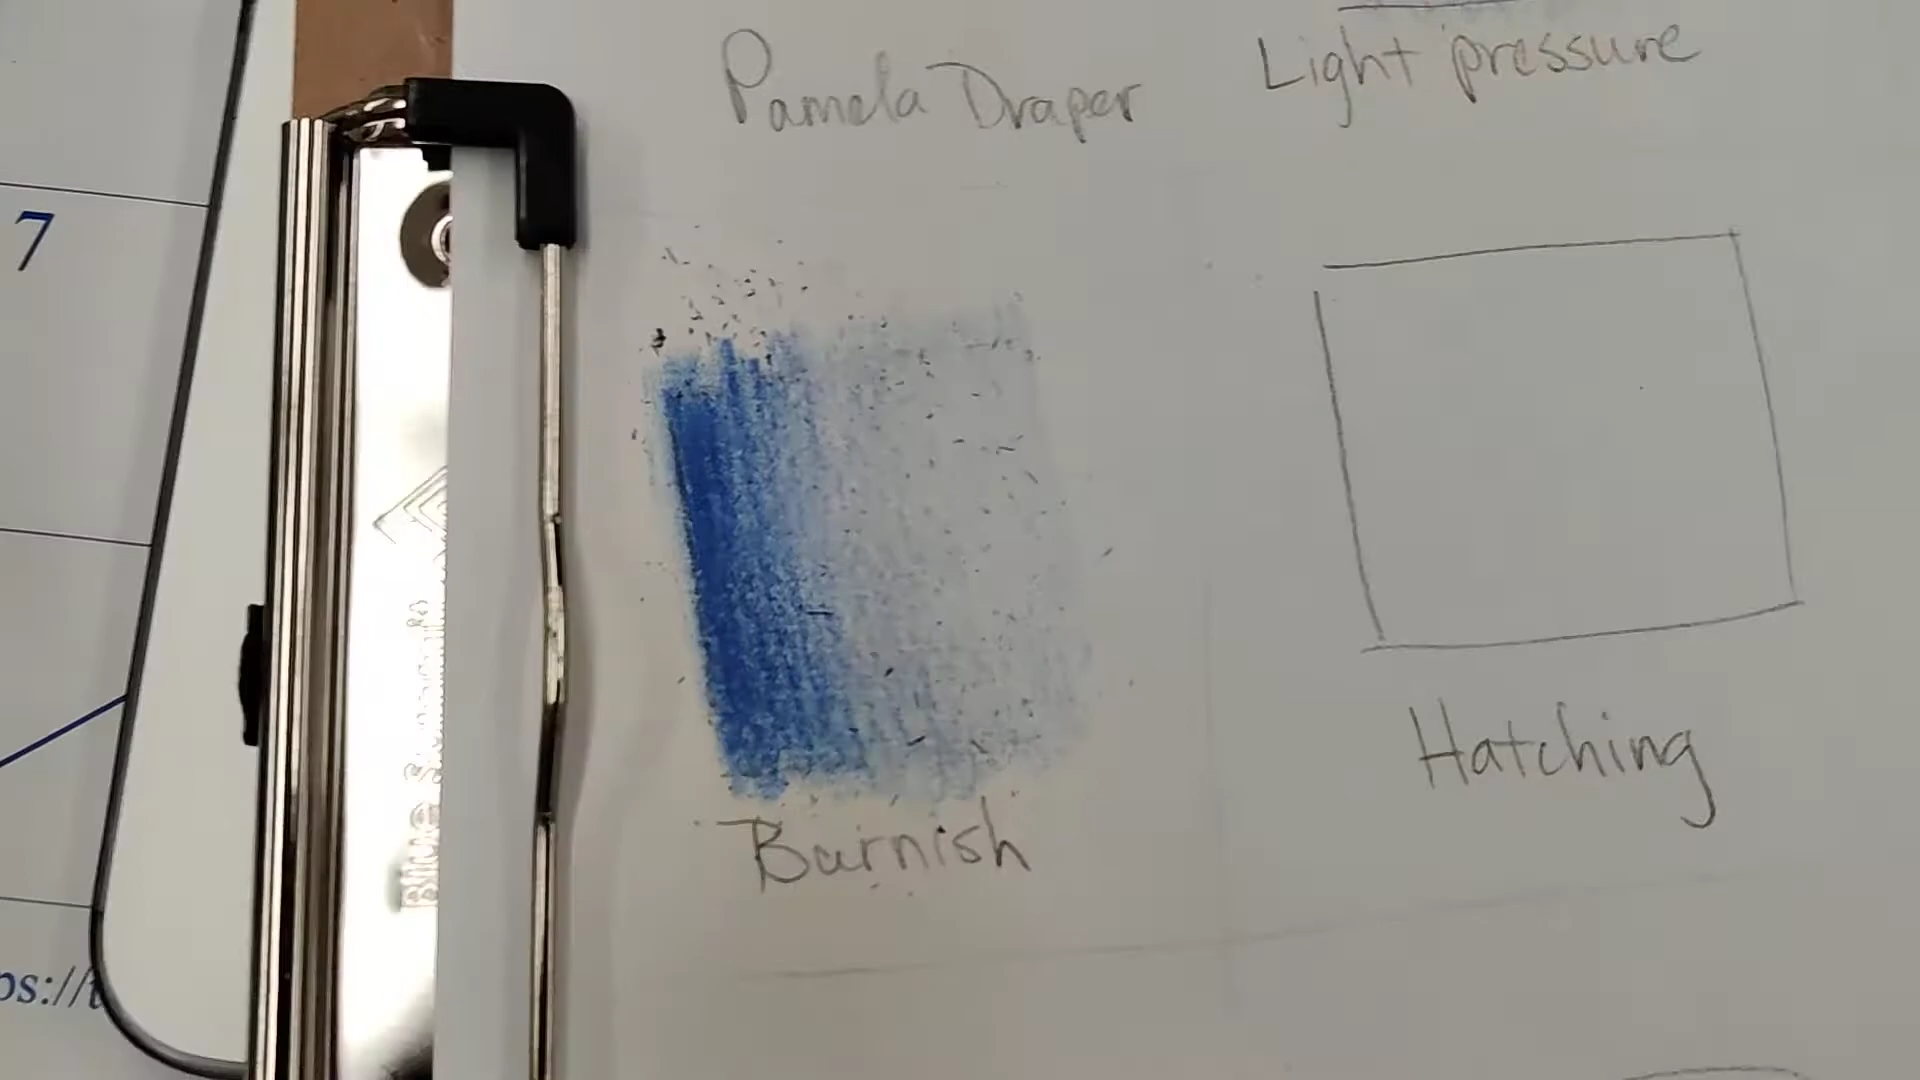 Pamela Draper
Light pressure
7
Burnish
Hatching
ps://t